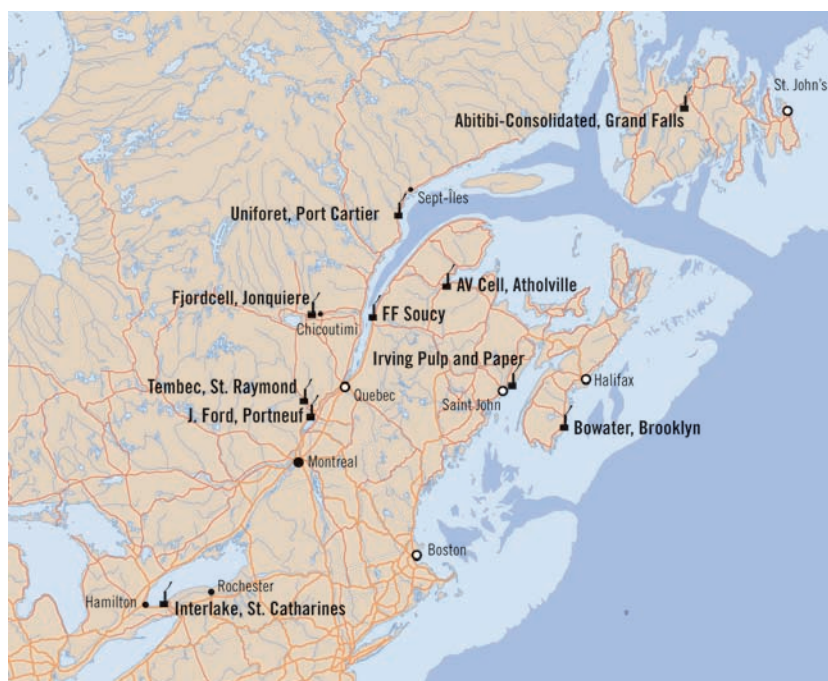 St. John's
Abitibi-Consolidated, Grand Falls
Sept-Îles
Uniforet, Port Cartier
AV Cell, Atholville
Fjordcell, Jonquiere
FF Soucy
Chicoutimi
Irving Pulp and Paper
Tembec, St. Raymond
Quebec
Saint John
Halifax
J. Ford, Portneuf
Bowater, Brooklyn
Montreal
Boston
Rochester
Hamilton
Interlake, St. Catharines